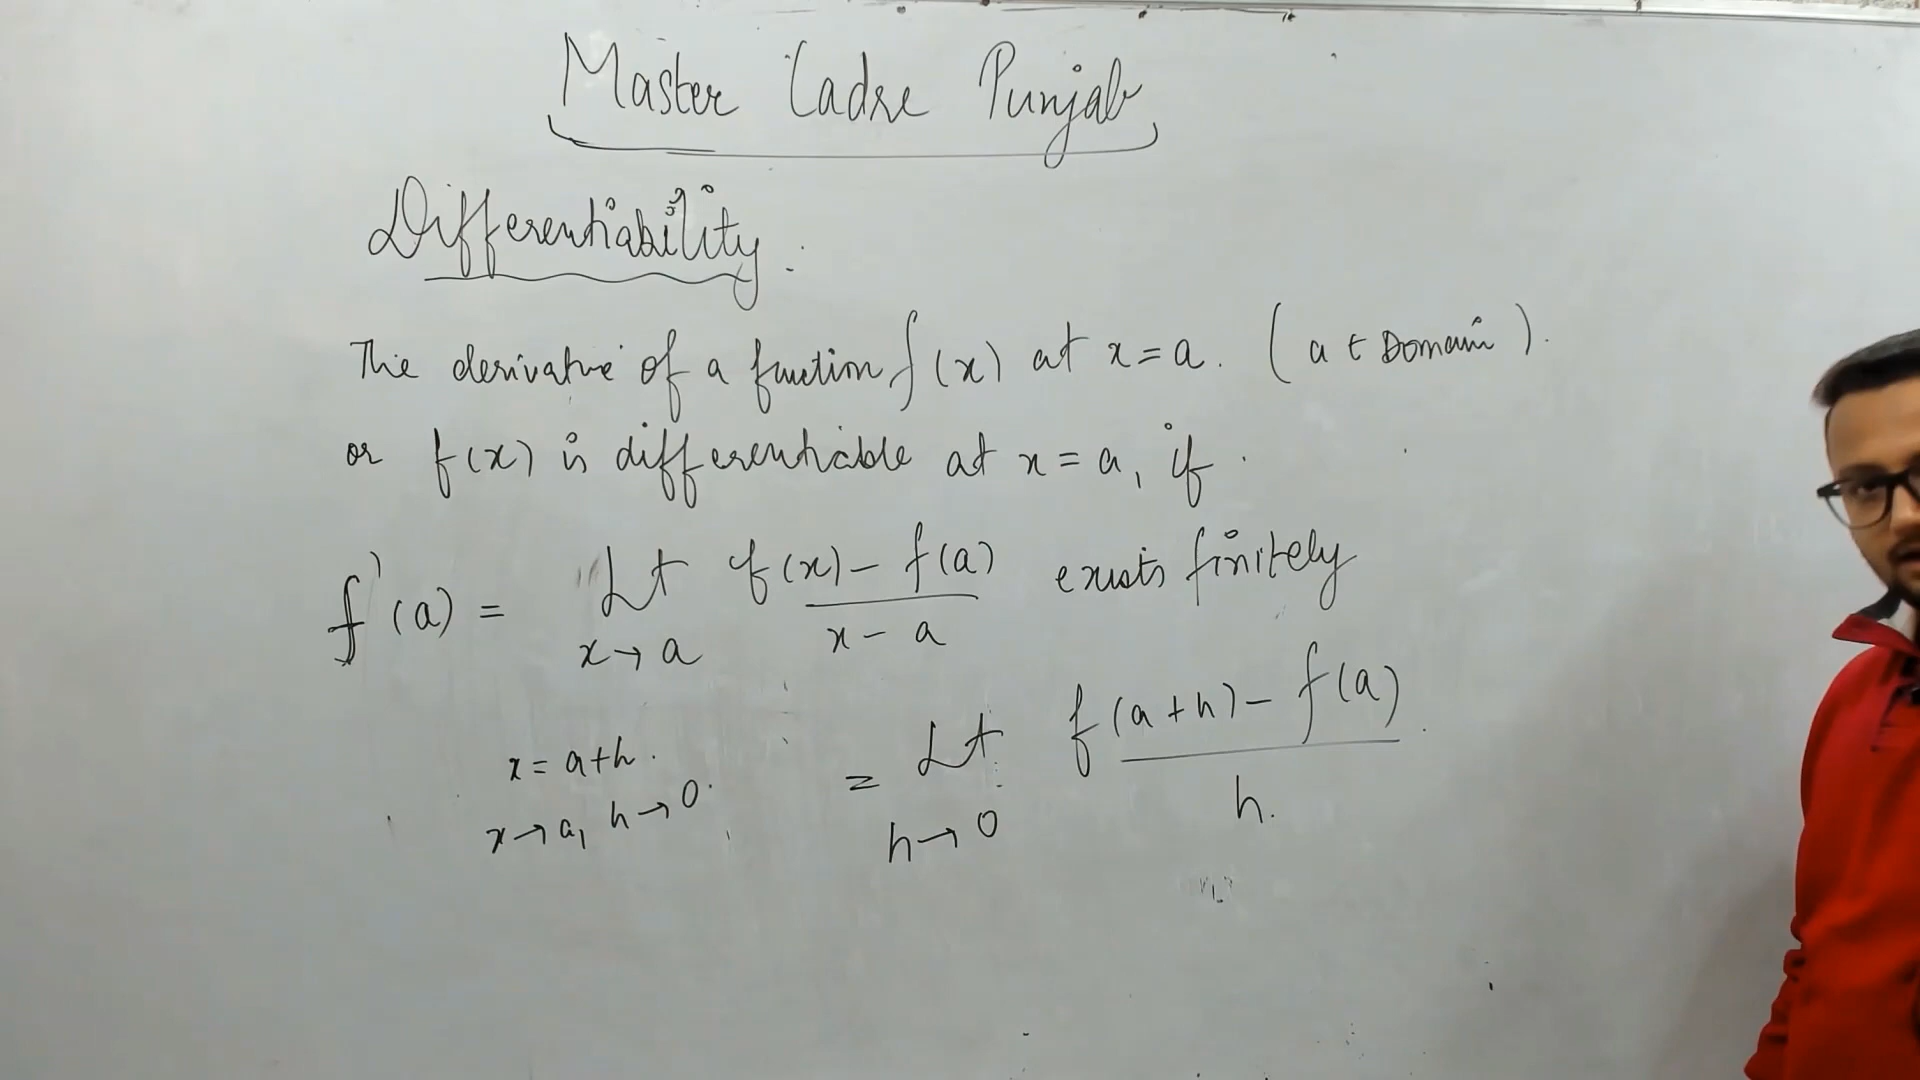 Master Cadre Punjab
Differentiability.
The derivative of a function f(x) at x = a. (a ∈ Domain).
or f(x) is differentiable at x = a, if
f'(a) = Lt x→a f(x) - f(a) / x - a exists finitely
x = a+h.
x→a, h→0.
= Lt h→0 f(a+h) - f(a) / h.